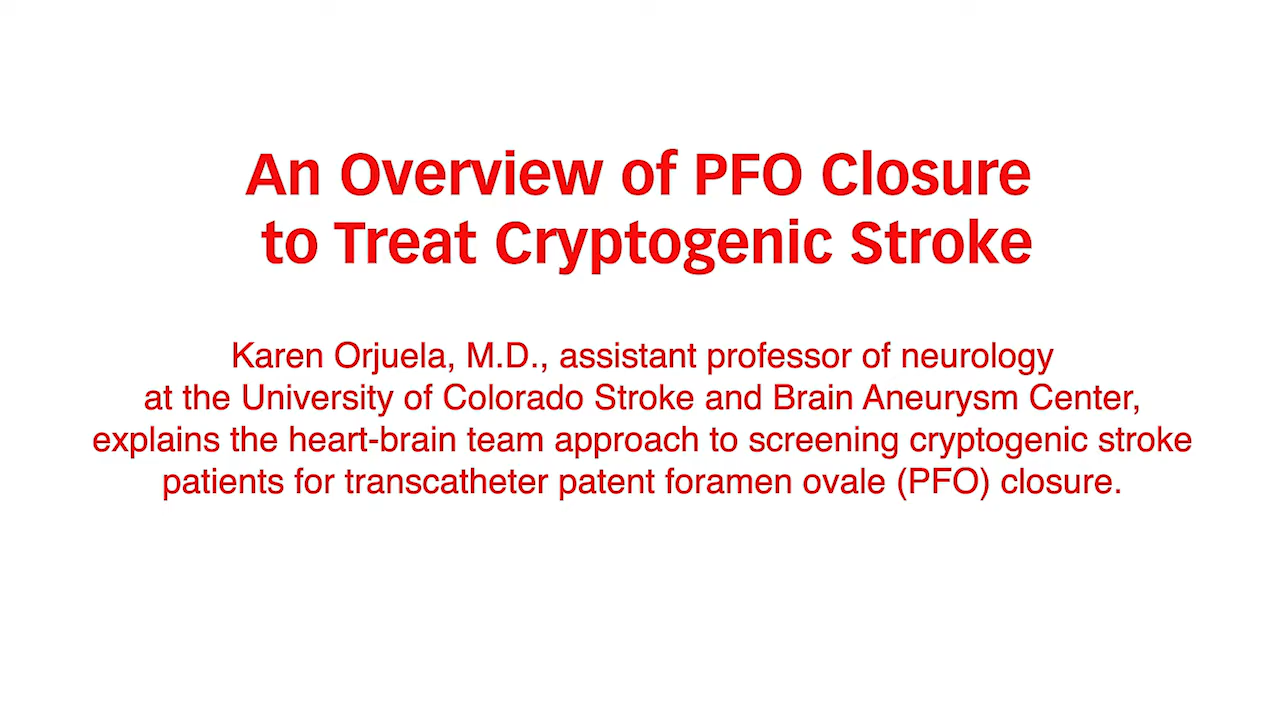 An Overview of PFO Closure
to Treat Cryptogenic Stroke
Karen Orjuela, M.D., assistant professor of neurology
at the University of Colorado Stroke and Brain Aneurysm Center,
explains the heart-brain team approach to screening cryptogenic stroke
patients for transcatheter patent foramen ovale (PFO) closure.